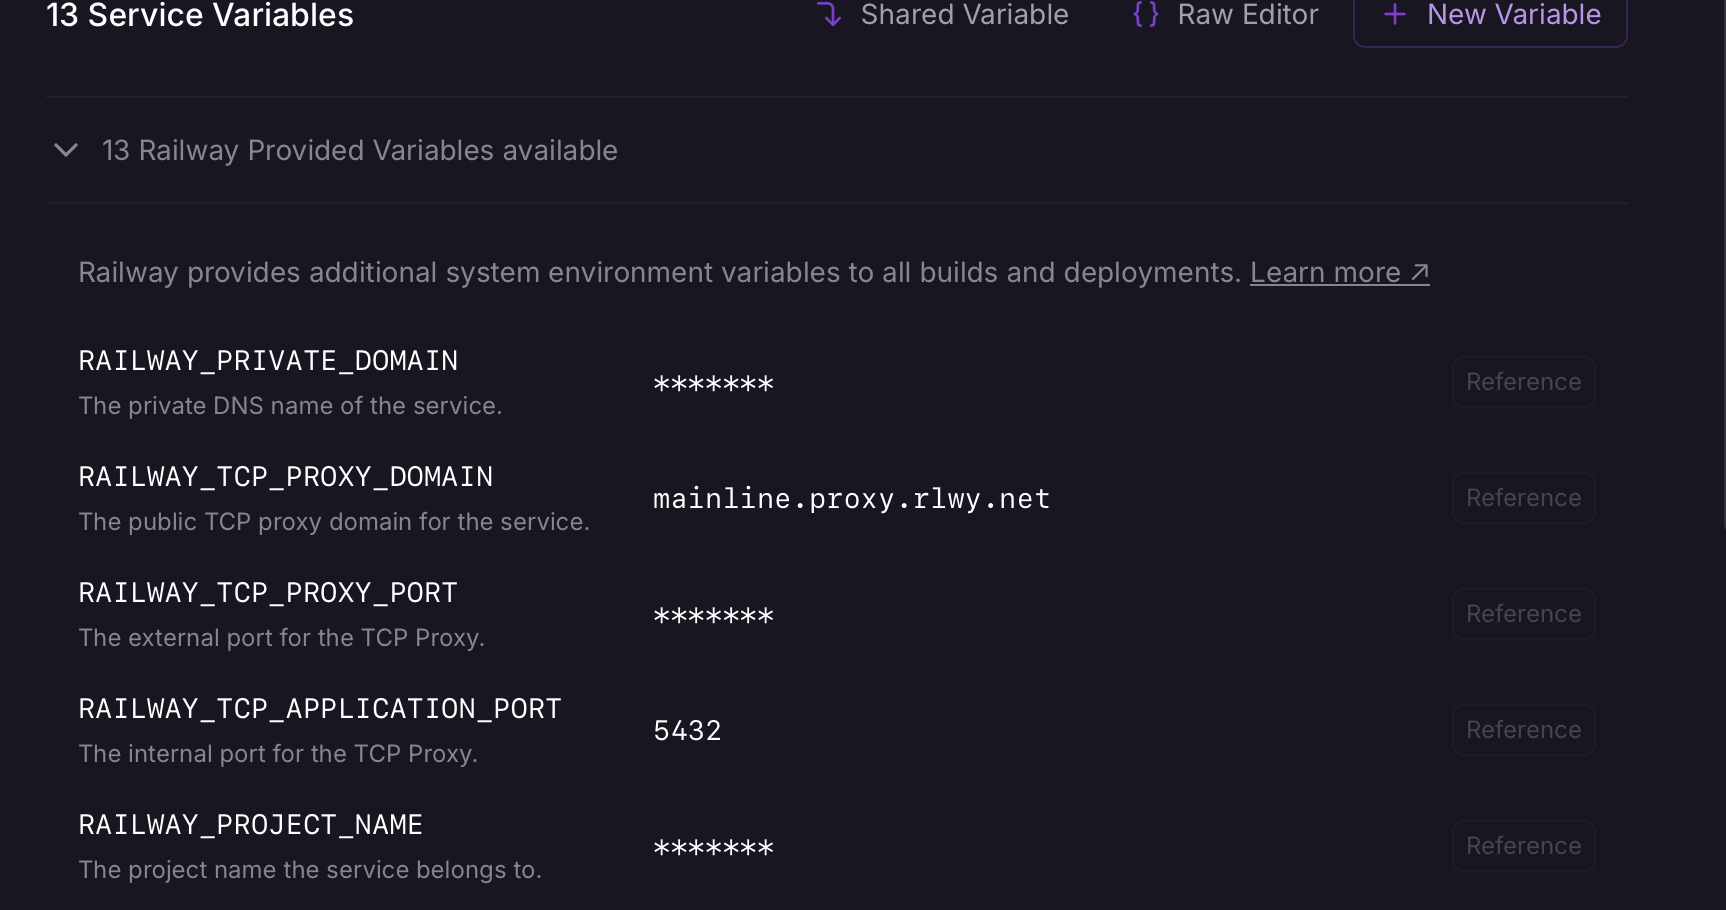 13 Service Variables
Shared Variable
{} Raw Editor
+ New Variable
13 Railway Provided Variables available
Railway provides additional system environment variables to all builds and deployments. Learn more ↗
RAILWAY_PRIVATE_DOMAIN
The private DNS name of the service.
*******
Reference
RAILWAY_TCP_PROXY_DOMAIN
The public TCP proxy domain for the service.
mainline.proxy.rlwy.net
Reference
RAILWAY_TCP_PROXY_PORT
The external port for the TCP Proxy.
*******
Reference
RAILWAY_TCP_APPLICATION_PORT
The internal port for the TCP Proxy.
5432
Reference
RAILWAY_PROJECT_NAME
The project name the service belongs to.
*******
Reference